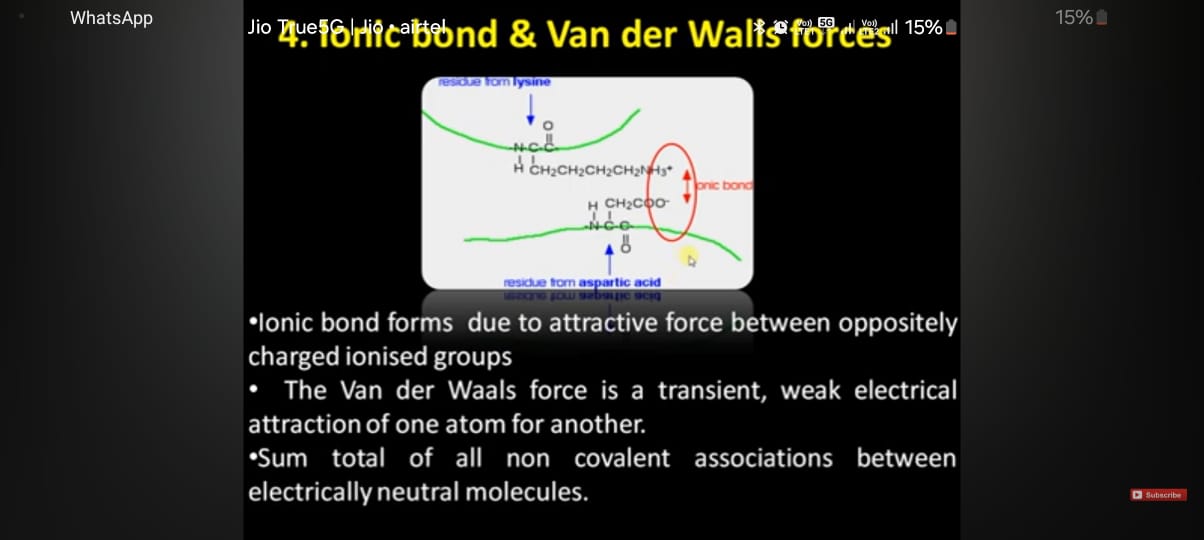 WhatsApp
Jio True5G | Jio • airtel
15%
15%
4. Ionic bond & Van der Walls forces
residue from lysine
O
-N-C-C-
H CH₂CH₂CH₂CH₂NH₃⁺
onic bond
H CH₂COO⁻
-N-C-C-
O
residue from aspartic acid
•Ionic bond forms due to attractive force between oppositely
charged ionised groups
• The Van der Waals force is a transient, weak electrical
attraction of one atom for another.
•Sum total of all non covalent associations between
electrically neutral molecules.
Subscribe